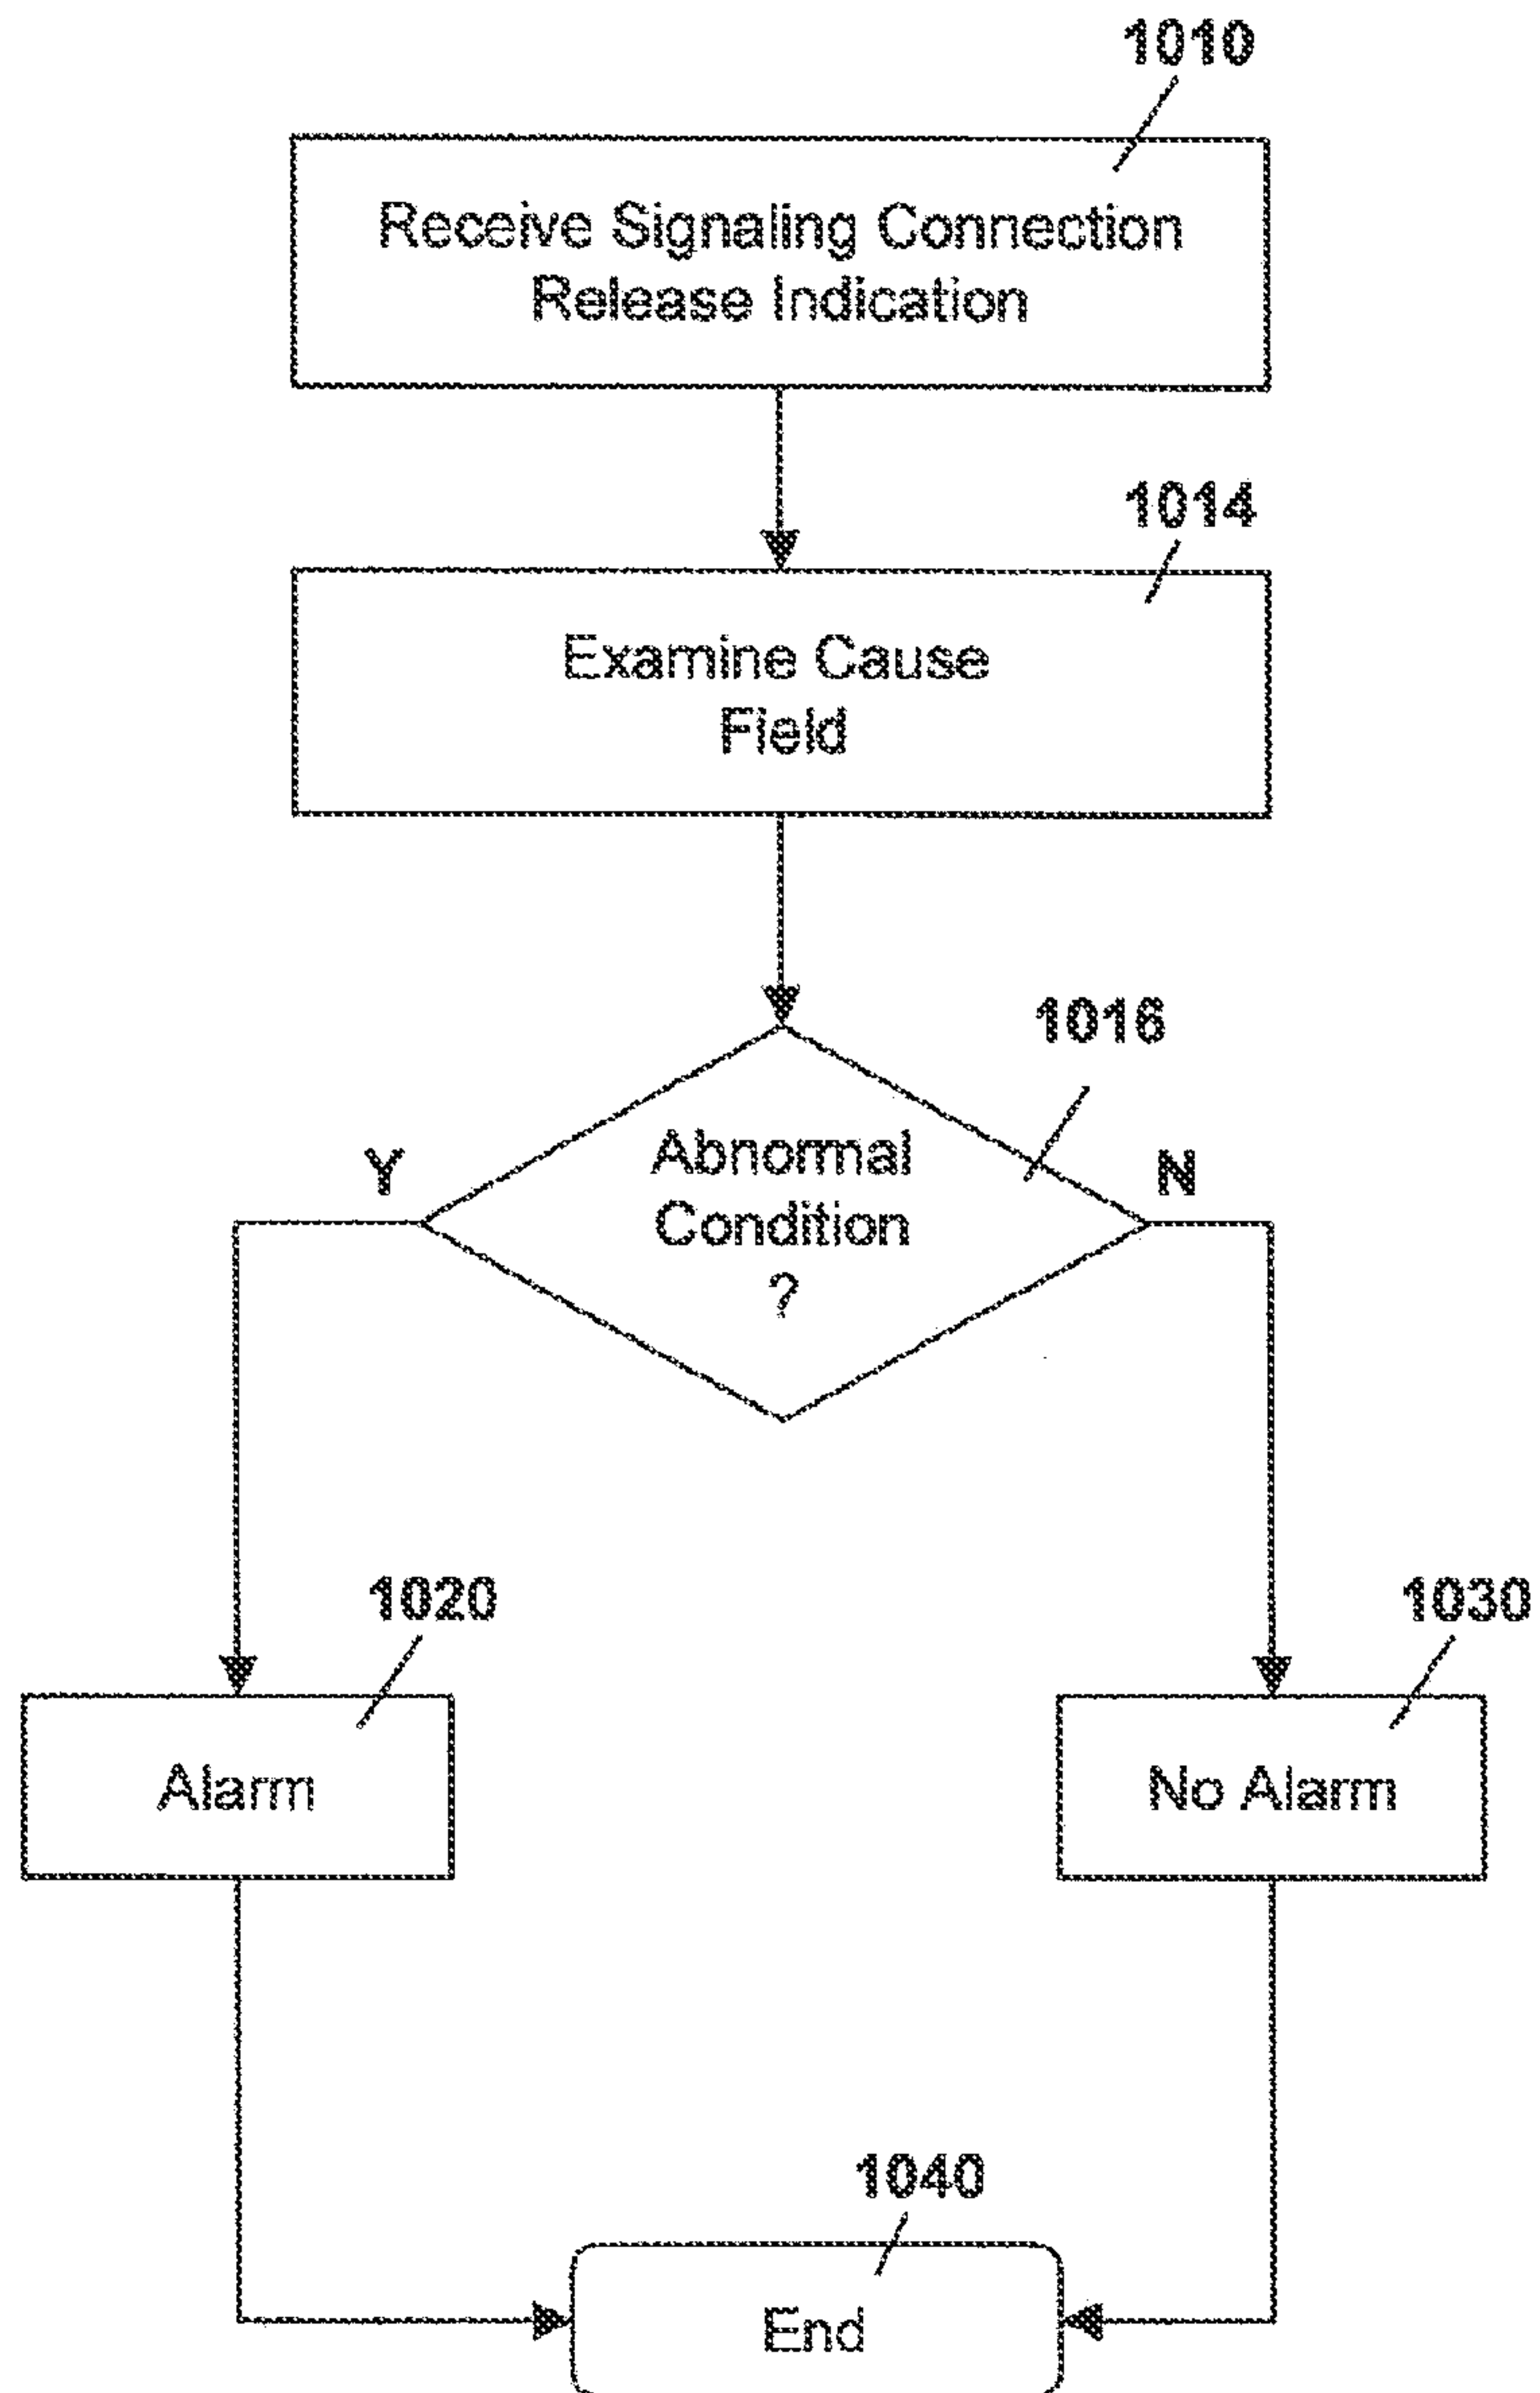 1010
Receive Signaling Connection
Release Indication
1014
Examine Cause
Field
1016
Y
Abnormal
Condition
?
N
1020
1030
Alarm
No Alarm
1040
End